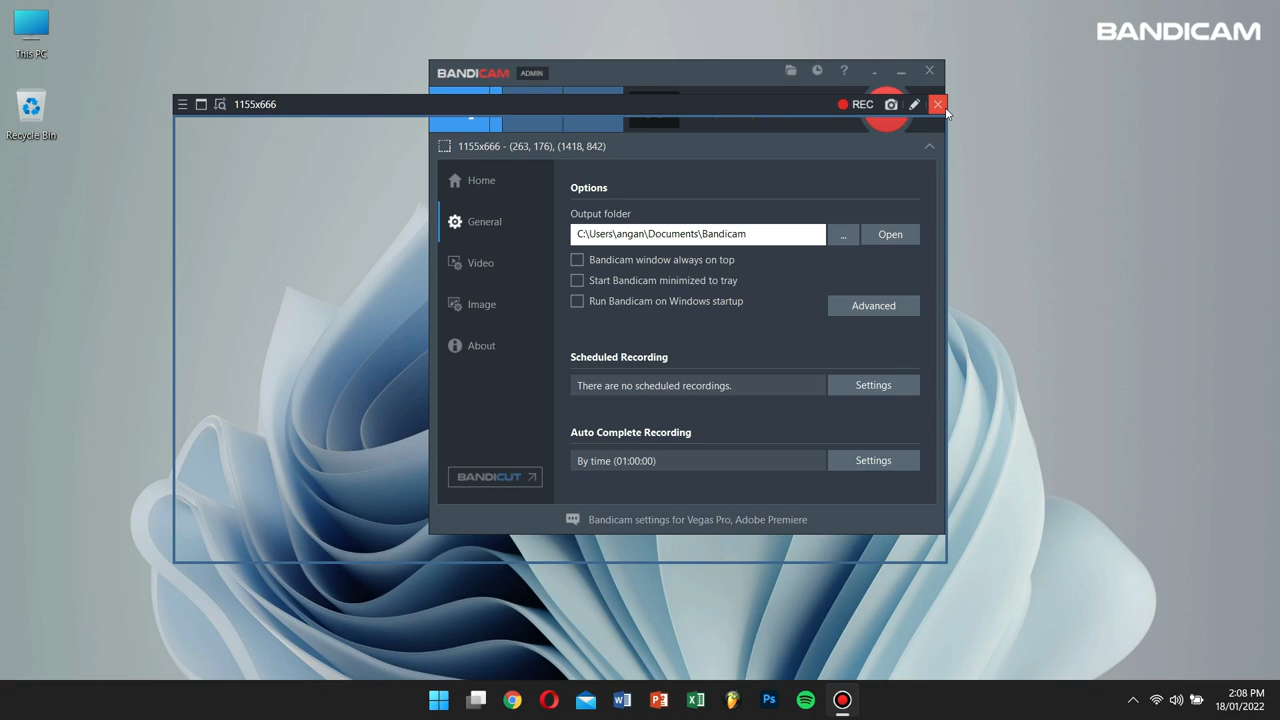 This PC
Recycle Bin
BANDICAM
BANDICAM ADMIN
1155x666
REC
1155x666 - (263, 176), (1418, 842)
Home
General
Video
Image
About
BANDICUT
Options
Output folder
C:\Users\angan\Documents\Bandicam
...
Open
Bandicam window always on top
Start Bandicam minimized to tray
Run Bandicam on Windows startup
Advanced
Scheduled Recording
There are no scheduled recordings.
Settings
Auto Complete Recording
By time (01:00:00)
Settings
Bandicam settings for Vegas Pro, Adobe Premiere
2:08 PM
18/01/2022